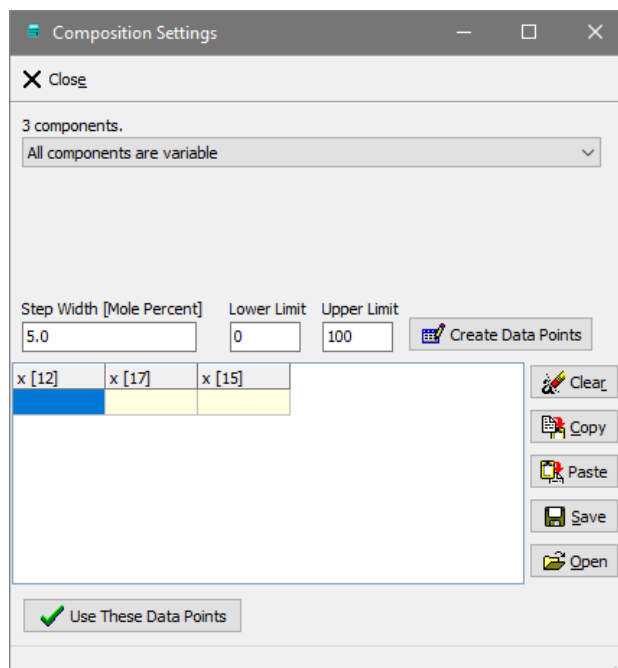 Composition Settings
Close
3 components.
All components are variable
Step Width [Mole Percent] Lower Limit Upper Limit
5.0 0 100 Create Data Points
x [12] x [17] x [15]
Clear
Copy
Paste
Save
Open
Use These Data Points